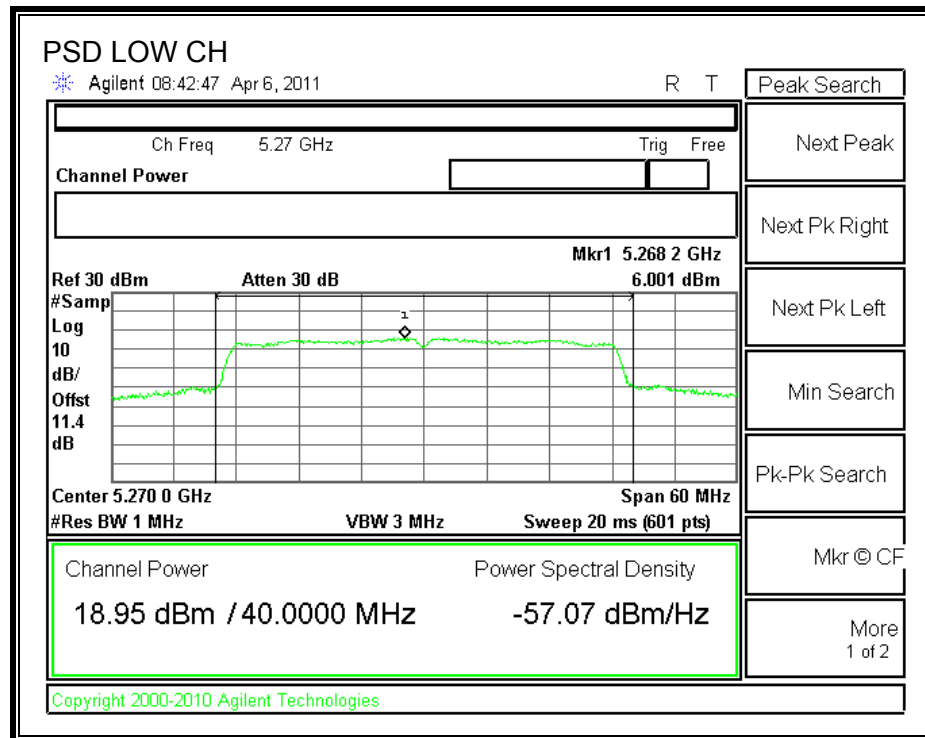 PSD LOW CH
Agilent 08:42:47 Apr 6, 2011 R T
Peak Search
Ch Freq 5.27 GHz Trig Free
Channel Power
Mkr1 5.268 2 GHz
Ref 30 dBm Atten 30 dB 6.001 dBm
#Samp
Log
10
dB/
Offst
11.4
dB
1
Center 5.270 0 GHz Span 60 MHz
#Res BW 1 MHz VBW 3 MHz Sweep 20 ms (601 pts)
Channel Power Power Spectral Density
18.95 dBm / 40.0000 MHz -57.07 dBm/Hz
Copyright 2000-2010 Agilent Technologies
Next Peak
Next Pk Right
Next Pk Left
Min Search
Pk-Pk Search
Mkr © CF
More
1 of 2